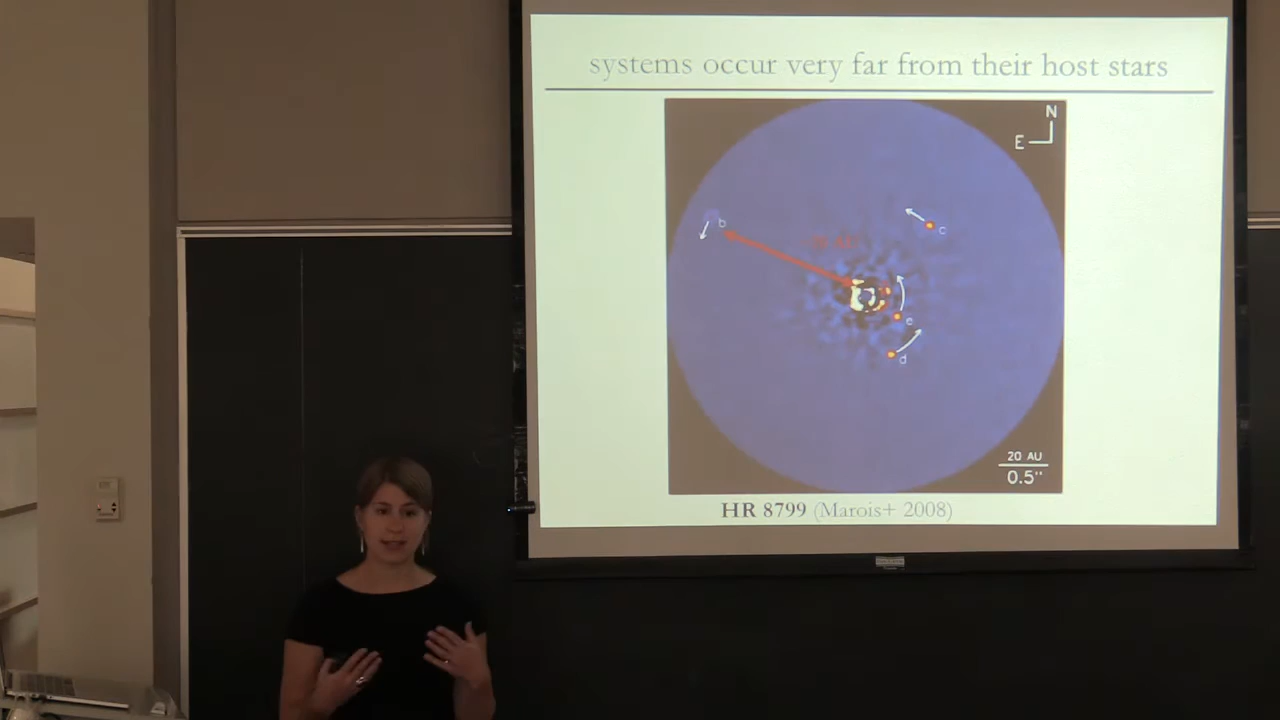 systems occur very far from their host stars
N
E
b
c
e
d
20 AU
0.5"
HR 8799 (Marois+ 2008)